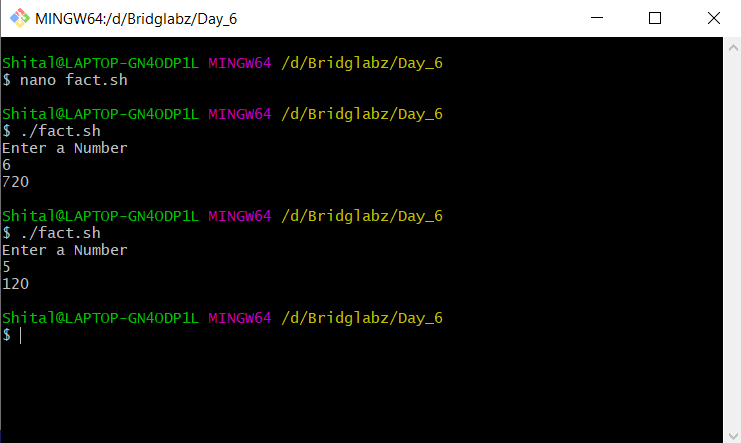 MINGW64:/d/Bridglabz/Day_6
Shital@LAPTOP-GN4ODP1L MINGW64 /d/Bridglabz/Day_6
$ nano fact.sh
Shital@LAPTOP-GN4ODP1L MINGW64 /d/Bridglabz/Day_6
$ ./fact.sh
Enter a Number
6
720
Shital@LAPTOP-GN4ODP1L MINGW64 /d/Bridglabz/Day_6
$ ./fact.sh
Enter a Number
5
120
Shital@LAPTOP-GN4ODP1L MINGW64 /d/Bridglabz/Day_6
$